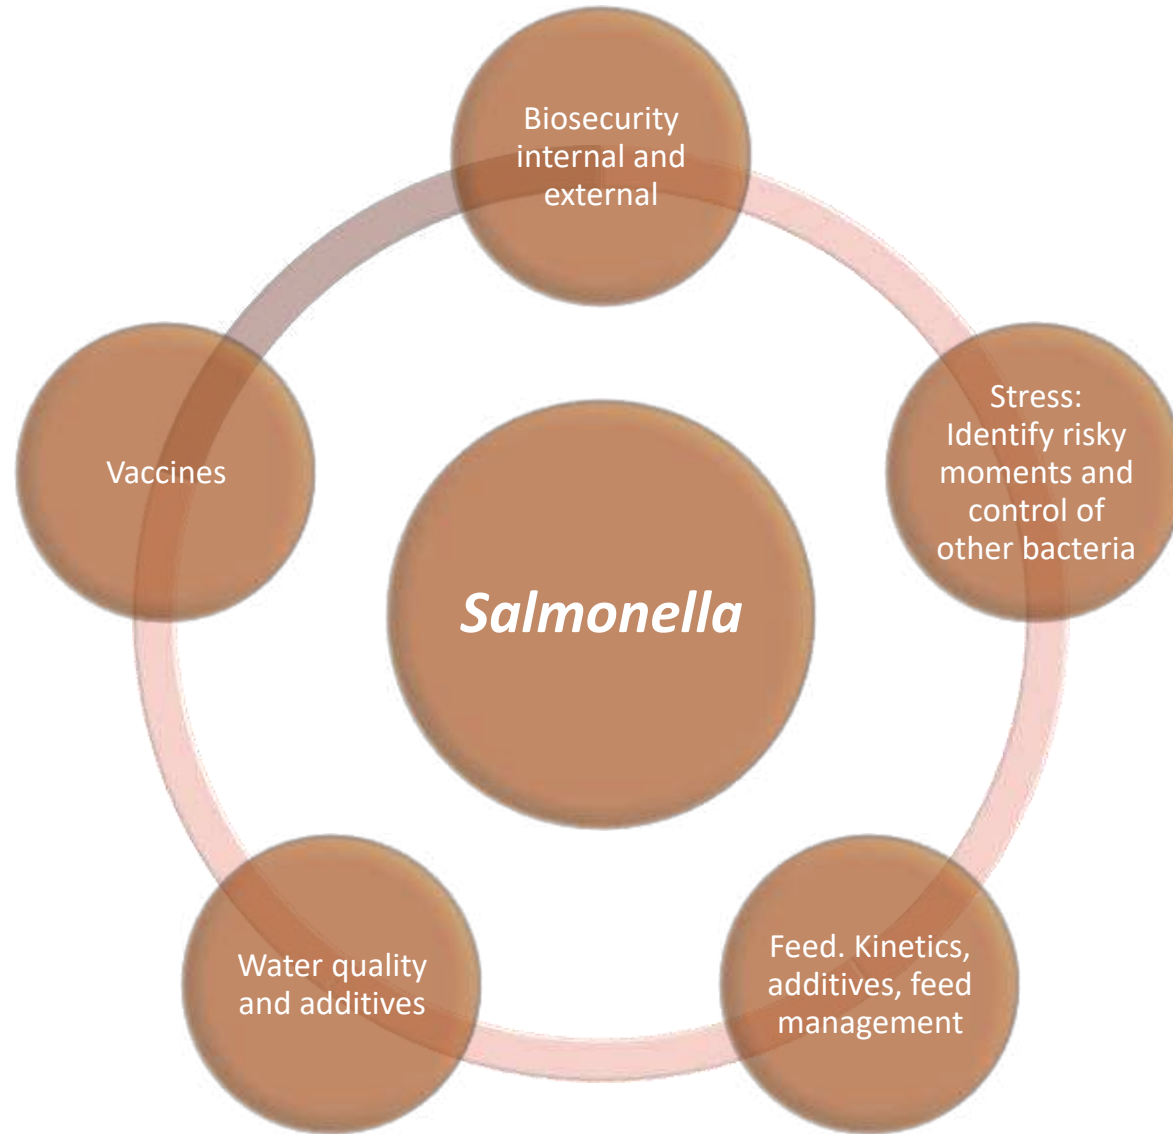 Biosecurity
internal and
external
Stress:
Identify risky
moments and
control of
other bacteria
Feed. Kinetics,
additives, feed
management
Water quality
and additives
Vaccines
Salmonella